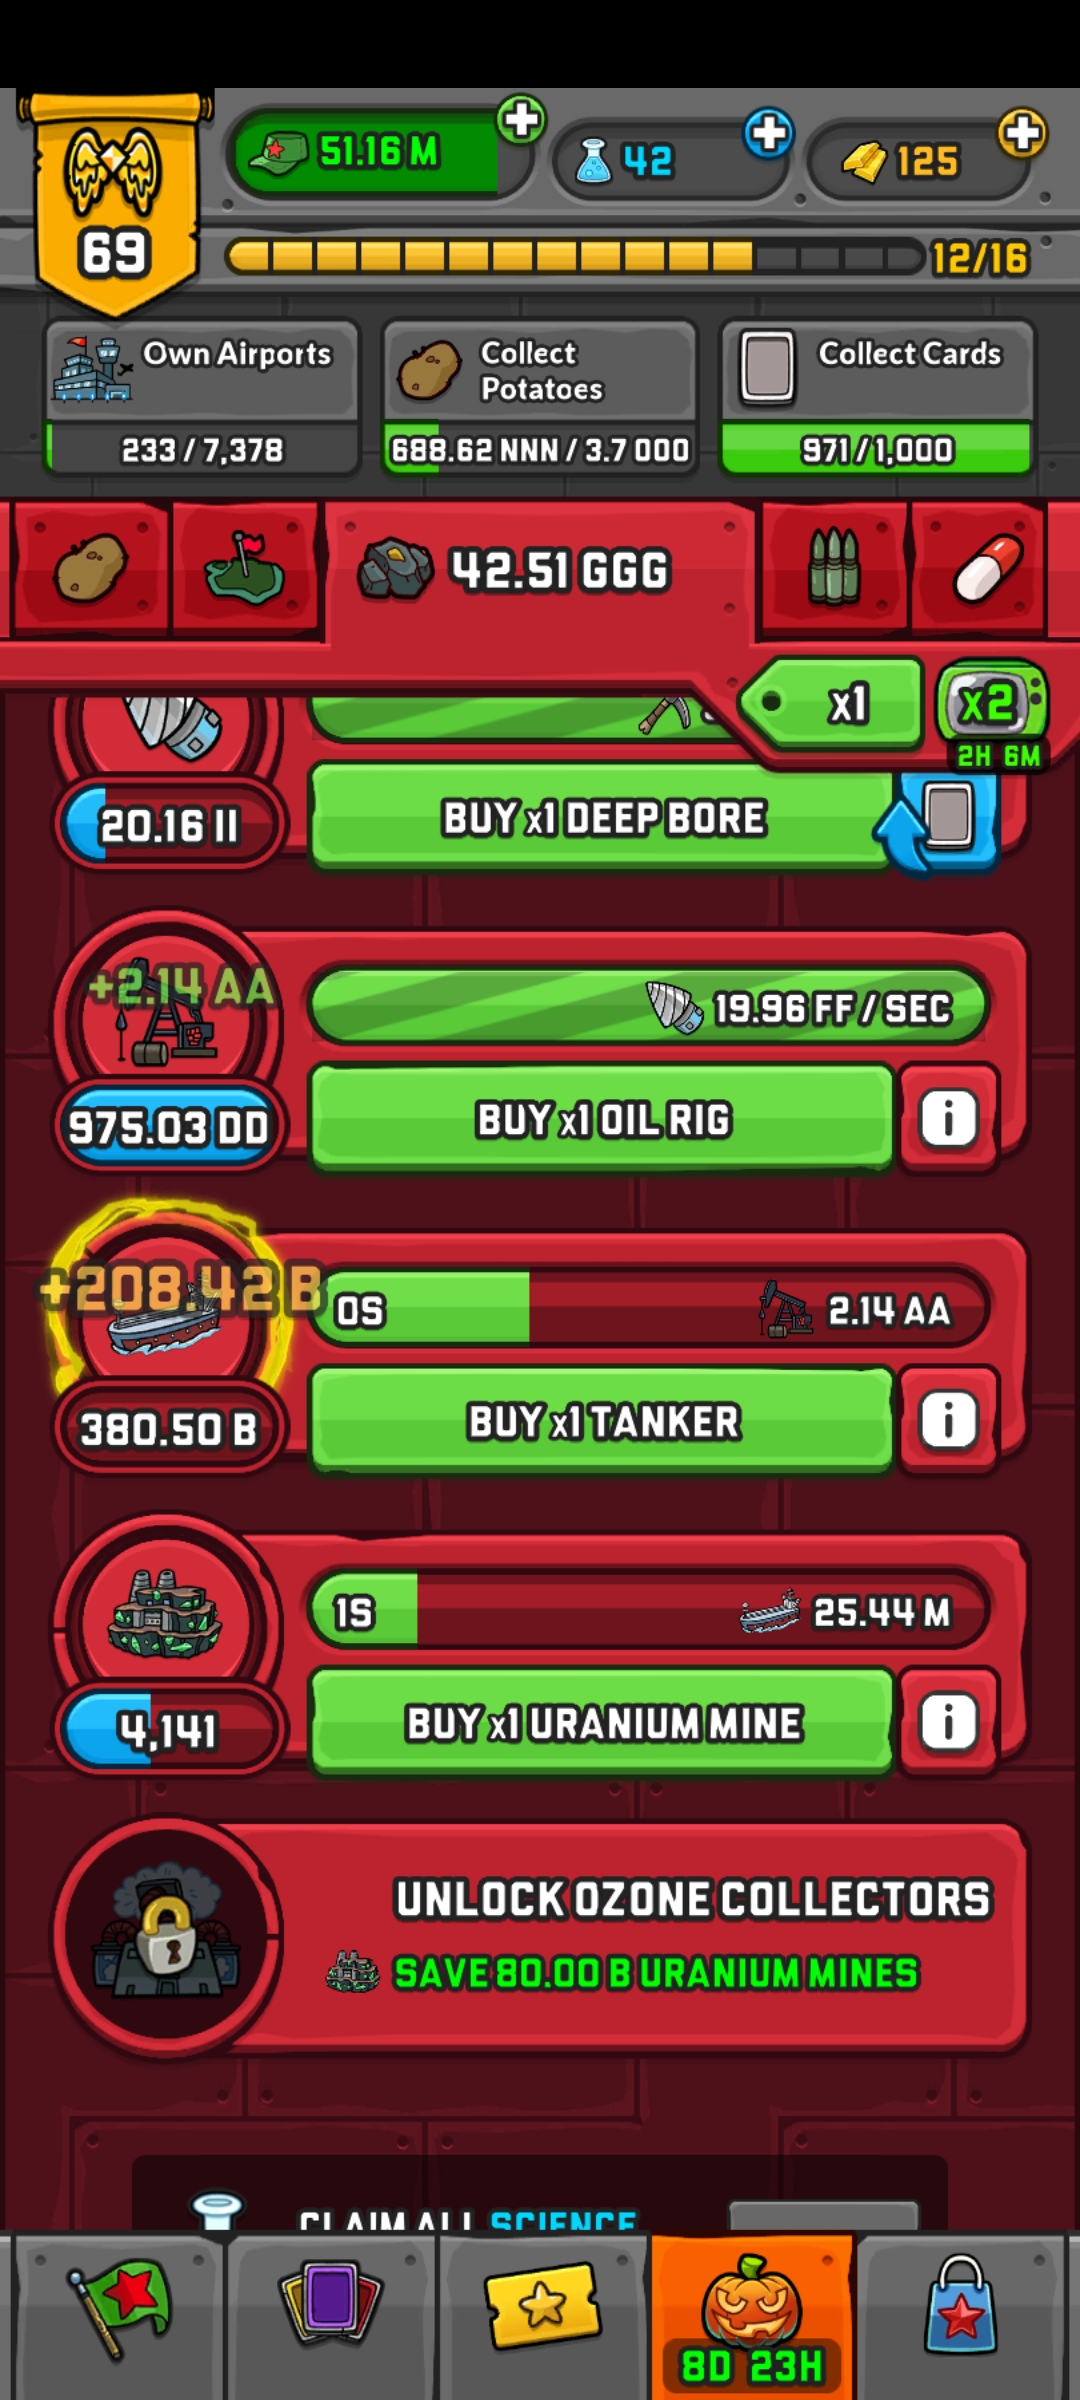 51.16 M
42
125
69
12/16
Own Airports
233 / 7,378
Collect
Potatoes
688.62 NNN / 3.7 OOO
Collect Cards
971 / 1,000
42.51 GGG
x1
x2
2H 6M
20.16 II
BUY x1 DEEP BORE
+2.14 AA
19.96 FF / SEC
975.03 DD
BUY x1 OIL RIG
i
+208.42 B
0S
2.14 AA
380.50 B
BUY x1 TANKER
i
1S
25.44 M
4,141
BUY x1 URANIUM MINE
i
UNLOCK OZONE COLLECTORS
SAVE 80.00 B URANIUM MINES
CLAIM ALL SCIENCE
8D 23H